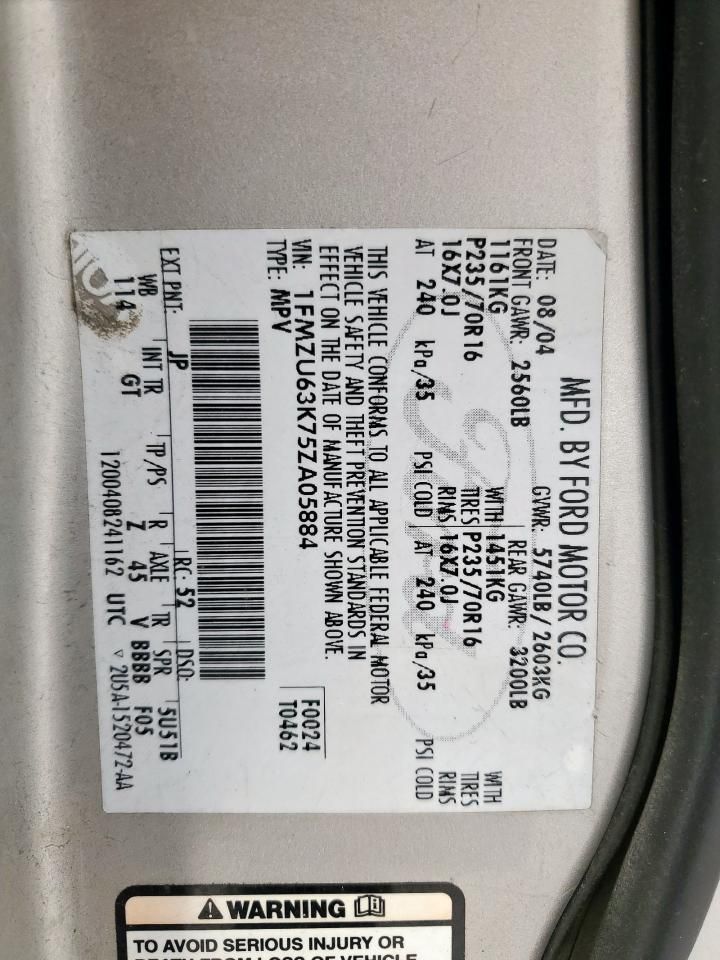 MFD. BY FORD MOTOR CO.
DATE: 08/04 GVWR: 5740LB/2603KG
FRONT GAWR: 2560LB REAR GAWR: 3200LB
1161KG WITH 1451KG WITH
P235/70R16 TIRES P235/70R16 TIRES
16X7.0J RIMS 16X7.0J RIMS
AT 240 kPa/35 PSI COLD AT 240 kPa/35 PSI COLD
THIS VEHICLE CONFORMS TO ALL APPLICABLE FEDERAL MOTOR
VEHICLE SAFETY AND THEFT PREVENTION STANDARDS IN
EFFECT ON THE DATE OF MANUFACTURE SHOWN ABOVE.
VIN: 1FMZU63K75ZA05884 F0024
TYPE: MPV T0462
EXT PNT: JP RC: 52 DSO:
WB INT TR TP/PS R AXLE TR SPR 5U51B
114 GT Z 45 V BBBB F05
1200408241162 UTC ▽ 2U5A-1520472-AA
WARNING
TO AVOID SERIOUS INJURY OR
DEATH FROM LOSS OF VEHICLE